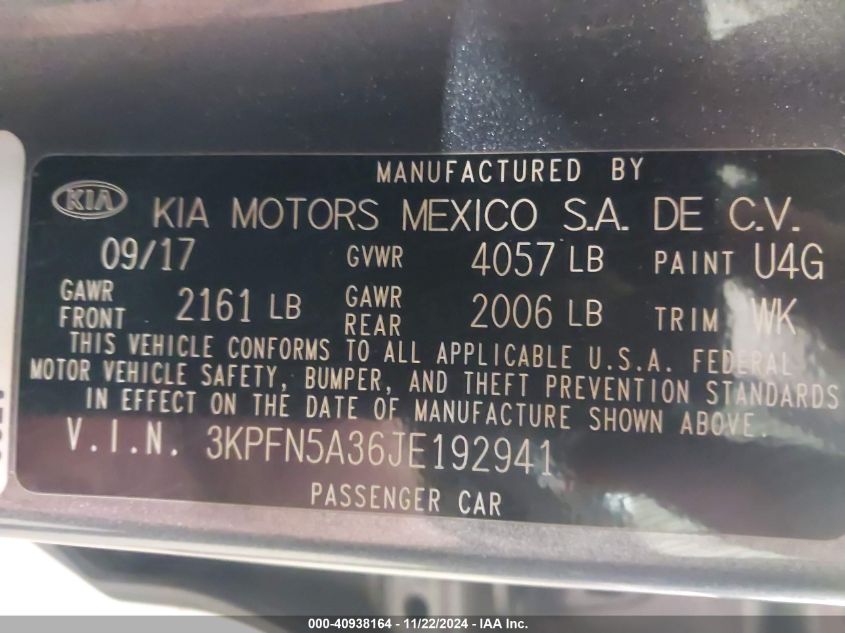 MANUFACTURED BY
KIA KIA MOTORS MEXICO S.A. DE C.V.
09/17 GVWR 4057 LB PAINT U4G
GAWR FRONT 2161 LB GAWR REAR 2006 LB TRIM WK
THIS VEHICLE CONFORMS TO ALL APPLICABLE U.S.A. FEDERAL
MOTOR VEHICLE SAFETY, BUMPER, AND THEFT PREVENTION STANDARDS
IN EFFECT ON THE DATE OF MANUFACTURE SHOWN ABOVE.
V.I.N. 3KPFN5A36JE192941
PASSENGER CAR
000-40938164 - 11/22/2024 - IAA Inc.